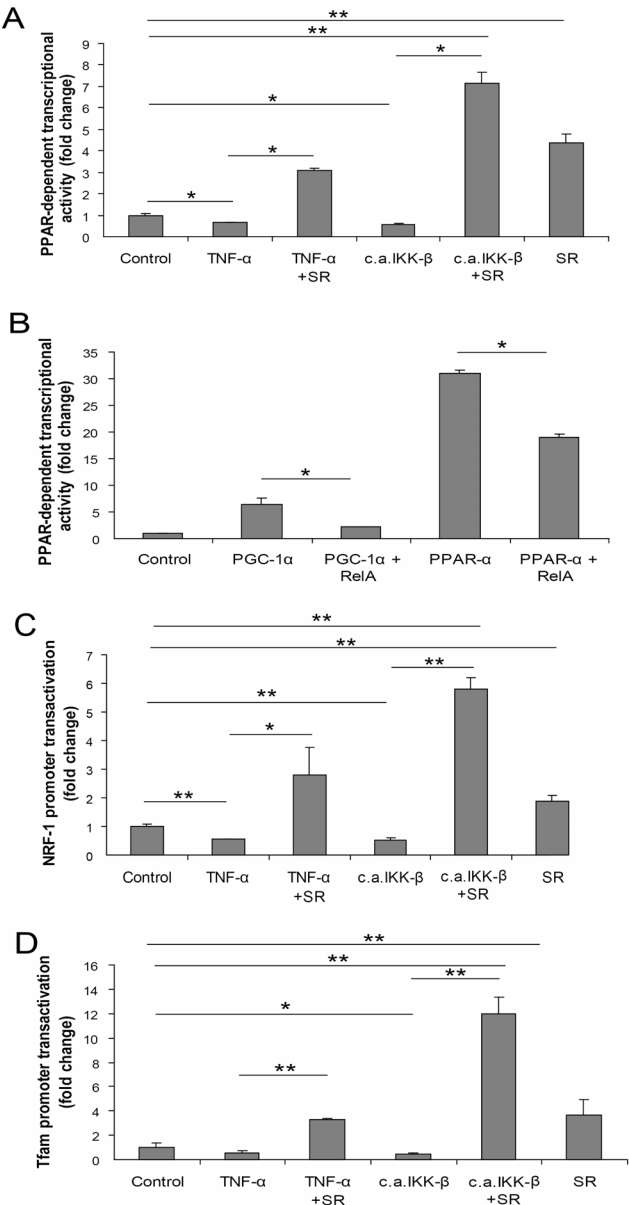 A
**
**
*
*
*
*
PPAR-dependent transcriptional
activity (fold change)
9
8
7
6
5
4
3
2
1
0
Control TNF-α TNF-α c.a.IKK-β c.a.IKK-β SR
+SR +SR
B
*
*
PPAR-dependent transcriptional
activity (fold change)
35
30
25
20
15
10
5
0
Control PGC-1α PGC-1α + PPAR-α PPAR-α +
RelA RelA
C
**
**
**
**
*
**
NRF-1 promoter transactivation
(fold change)
7
6
5
4
3
2
1
0
Control TNF-α TNF-α c.a.IKK-β c.a.IKK-β SR
+SR +SR
D
**
**
**
*
**
Tfam promoter transactivation
(fold change)
16
14
12
10
8
6
4
2
0
Control TNF-α TNF-α c.a.IKK-β c.a.IKK-β SR
+SR +SR